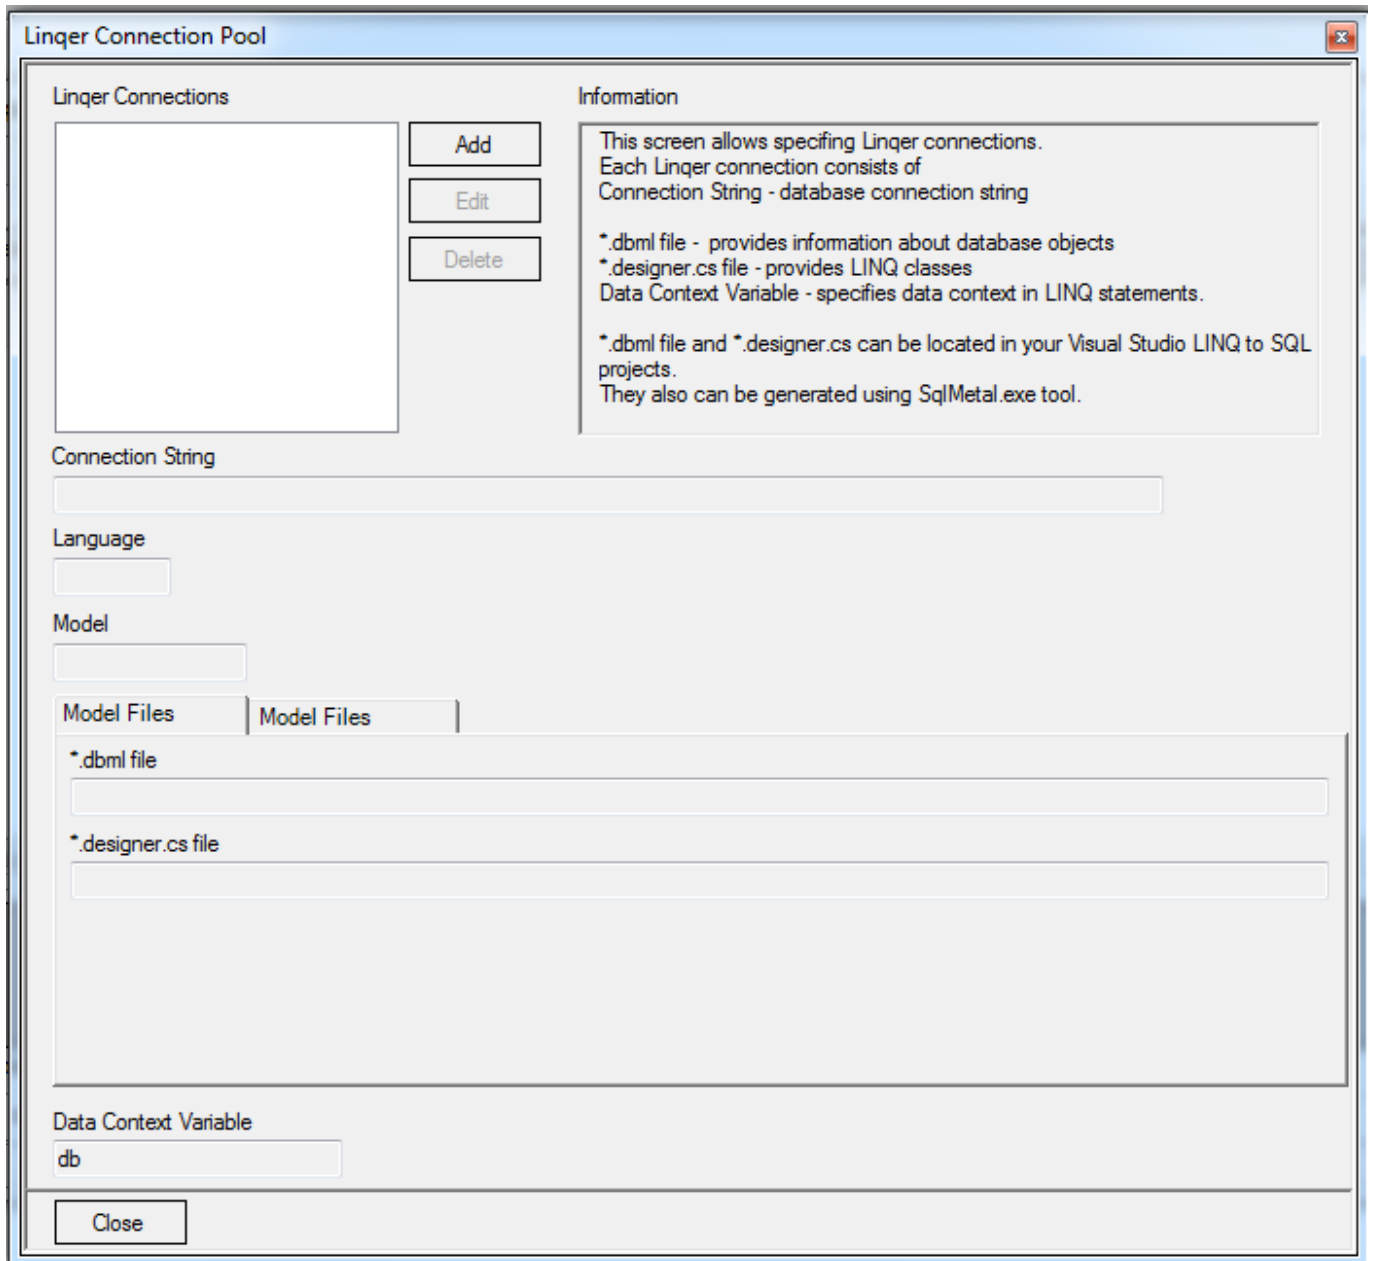 Linqer Connection Pool
Linqer Connections
Information
Add
Edit
Delete
This screen allows specifing Linqer connections.
Each Linqer connection consists of
Connection String - database connection string
*.dbml file -  provides information about database objects
*.designer.cs file - provides LINQ classes
Data Context Variable - specifies data context in LINQ statements.
*.dbml file and *.designer.cs can be located in your Visual Studio LINQ to SQL
projects.
They also can be generated using SqlMetal.exe tool.
Connection String
Language
Model
Model Files
Model Files
*.dbml file
*.designer.cs file
Data Context Variable
db
Close